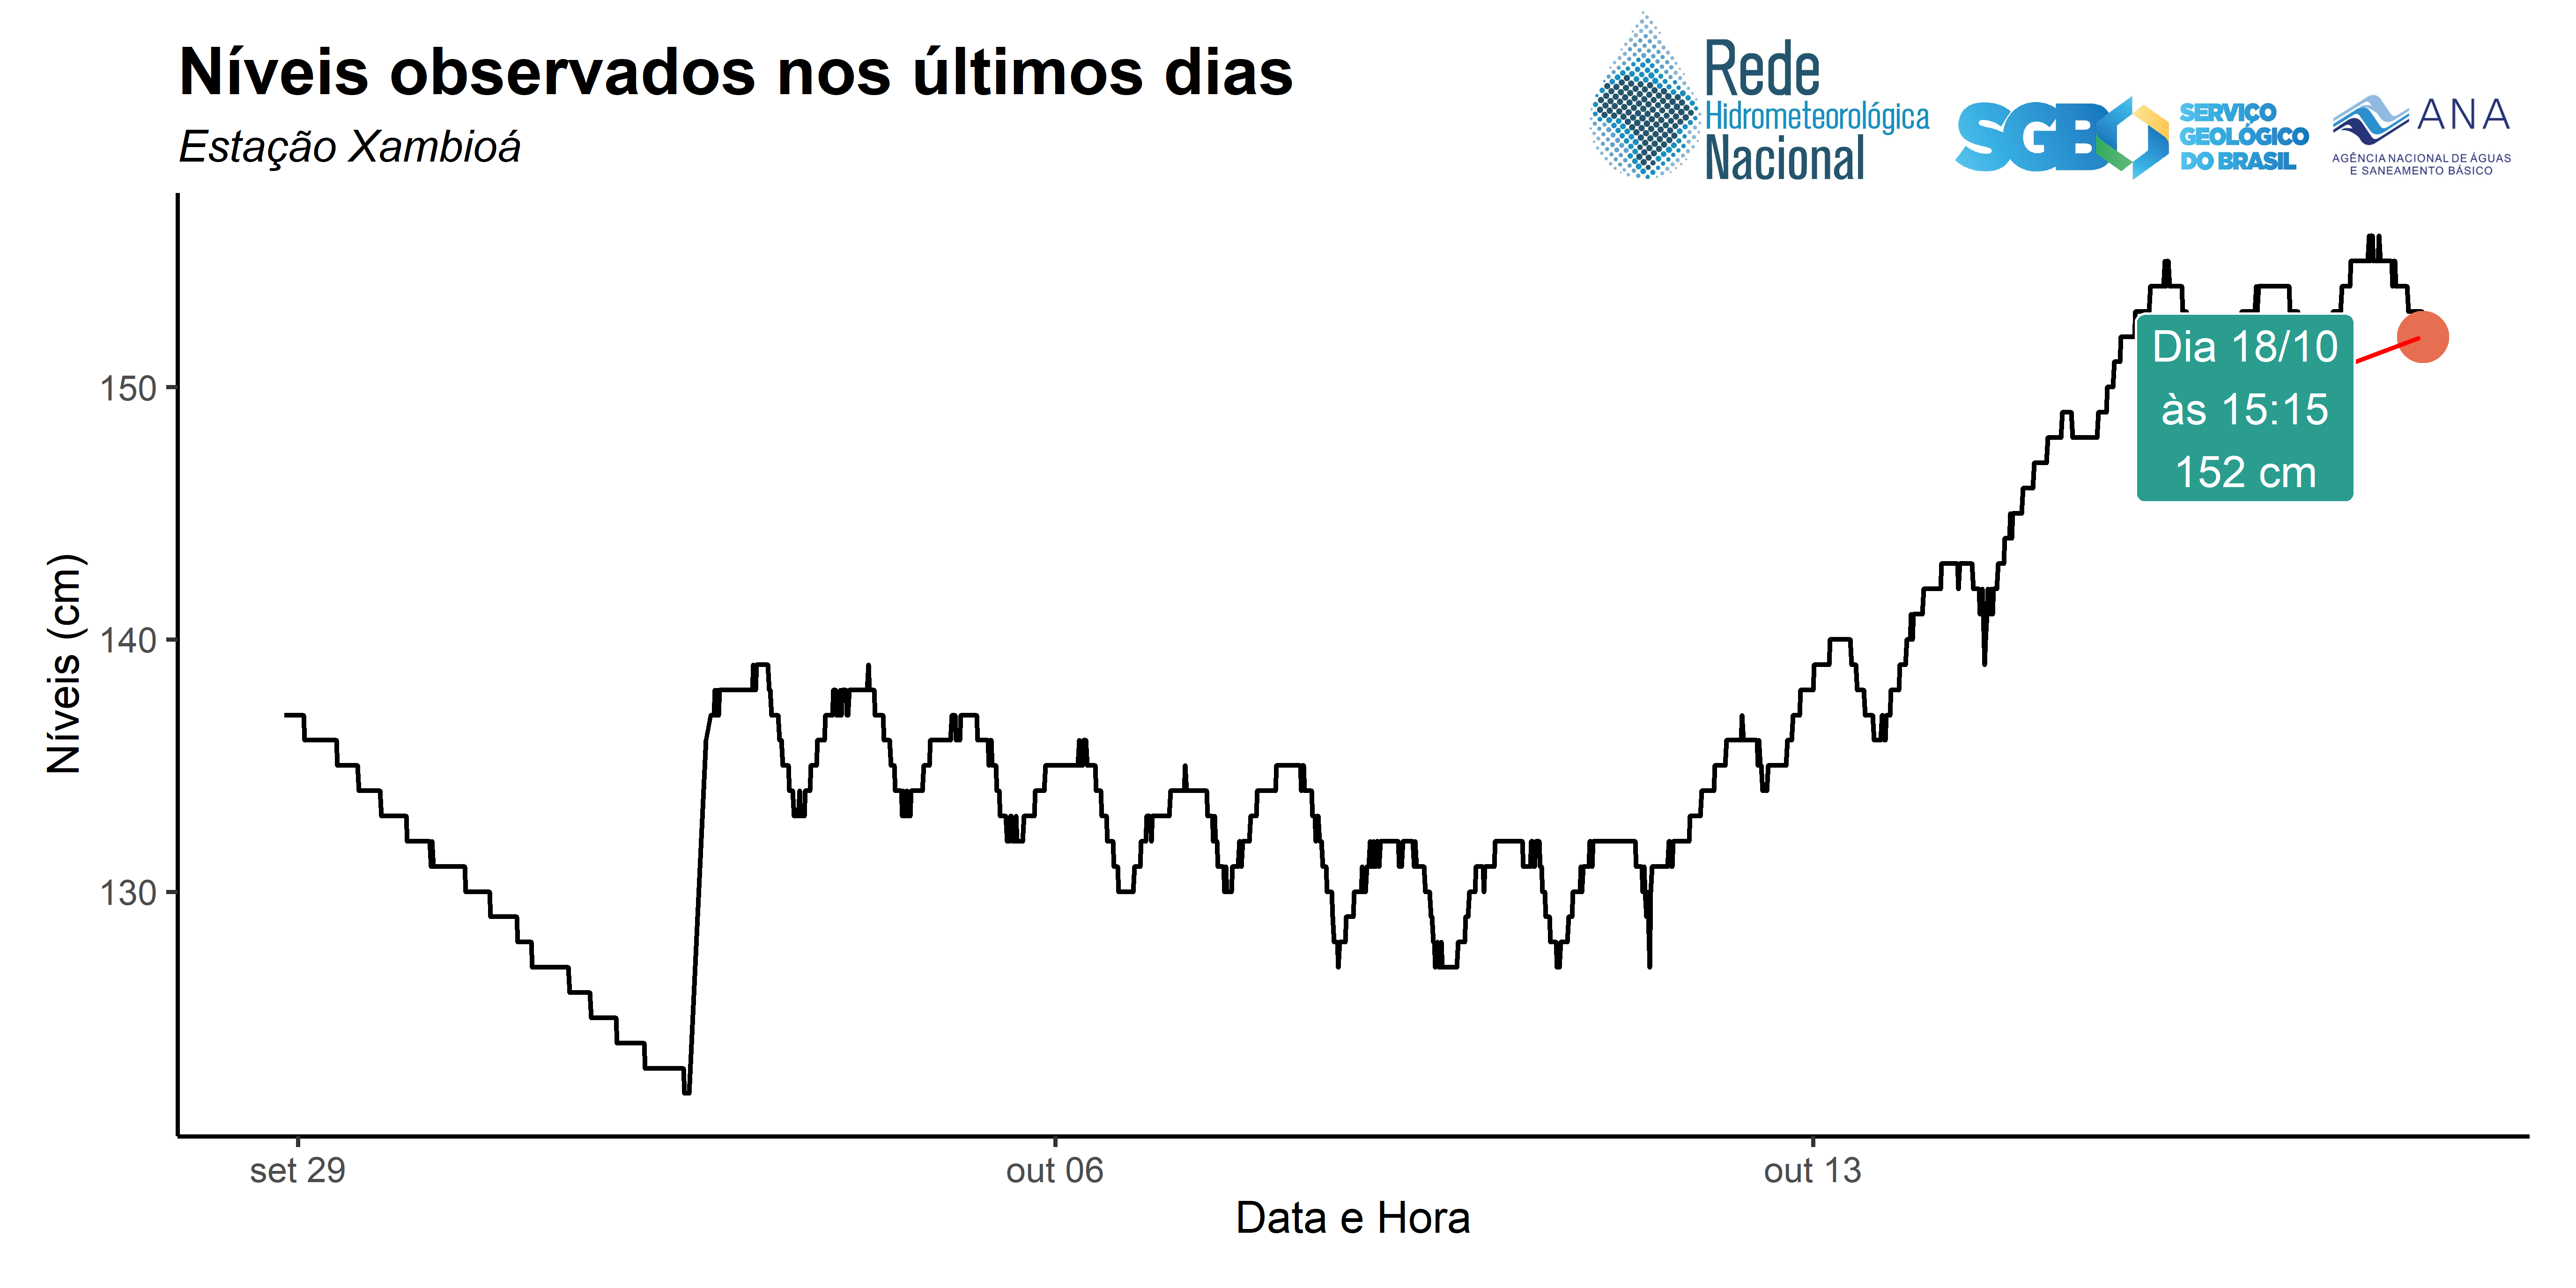 Níveis observados nos últimos dias
Estação Xambioá
Rede
Hidrometeorológica
Nacional
SGB
SERVIÇO
GEOLÓGICO
DO BRASIL
ANA
AGÊNCIA NACIONAL DE ÁGUAS
E SANEAMENTO BÁSICO
Níveis (cm)
150
140
130
Dia 18/10
às 15:15
152 cm
set 29
out 06
out 13
Data e Hora